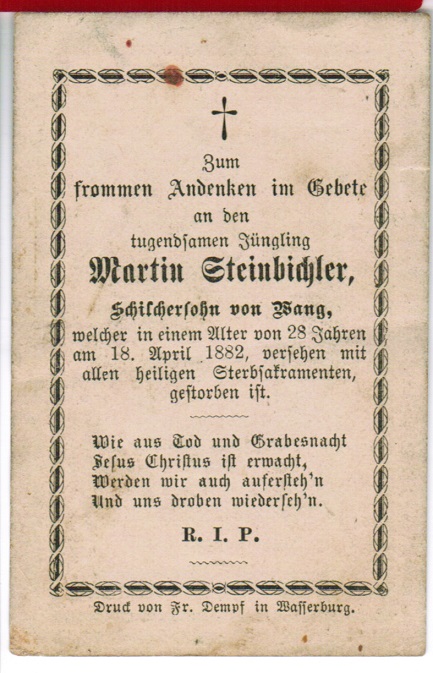 Zum
frommen Andenken im Gebete
an den
tugendsamen Jüngling
Martin Steinbichler,
Schilchersohn von Wang,
welcher in einem Alter von 28 Jahren
am 18. April 1882, versehen mit
allen heiligen Sterbsakramenten,
gestorben ist.
Wie aus Tod und Grabesnacht
Jesus Christus ist erwacht,
Werden wir auch aufersteh'n
Und uns droben wiederseh'n.
R. I. P.
Druck von Fr. Dempf in Wasserburg.